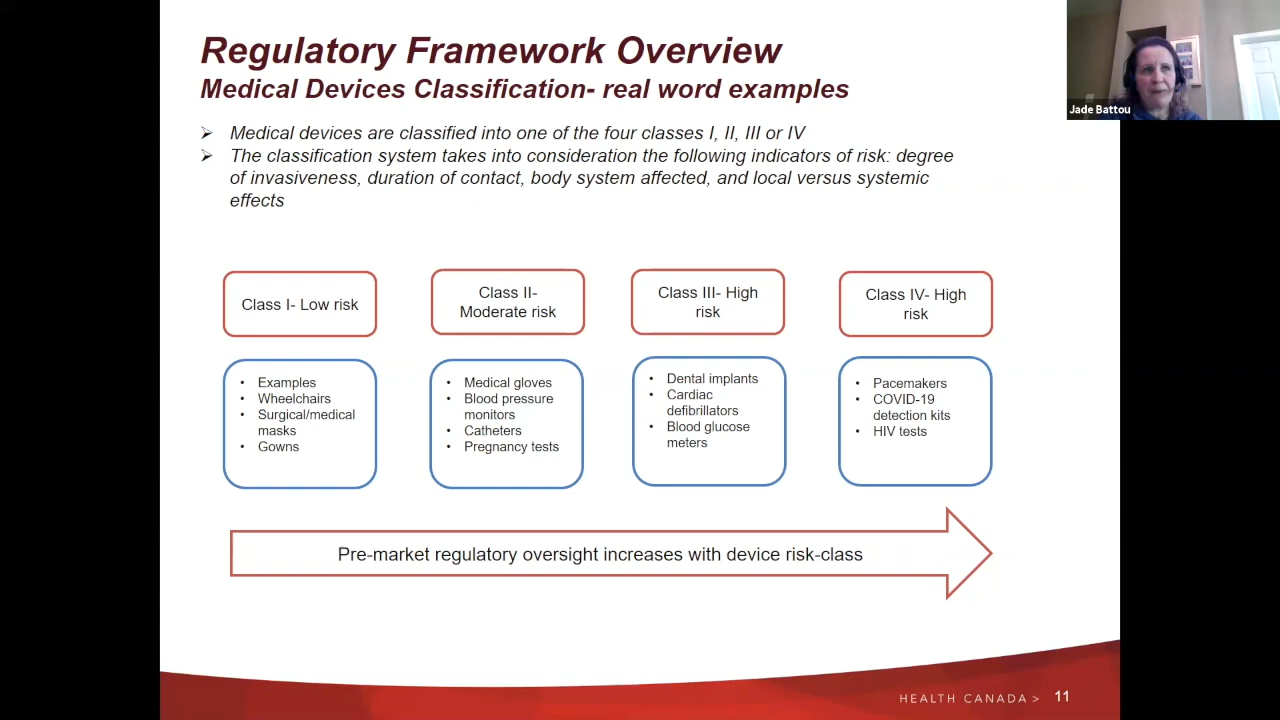 Regulatory Framework Overview
Medical Devices Classification- real word examples
Jade Battou
➢ Medical devices are classified into one of the four classes I, II, III or IV
➢ The classification system takes into consideration the following indicators of risk: degree
of invasiveness, duration of contact, body system affected, and local versus systemic
effects
Class I- Low risk
Class II-
Moderate risk
Class III- High
risk
Class IV- High
risk
• Examples
• Wheelchairs
• Surgical/medical
masks
• Gowns
• Medical gloves
• Blood pressure
monitors
• Catheters
• Pregnancy tests
• Dental implants
• Cardiac
defibrillators
• Blood glucose
meters
• Pacemakers
• COVID-19
detection kits
• HIV tests
Pre-market regulatory oversight increases with device risk-class
HEALTH CANADA > 11